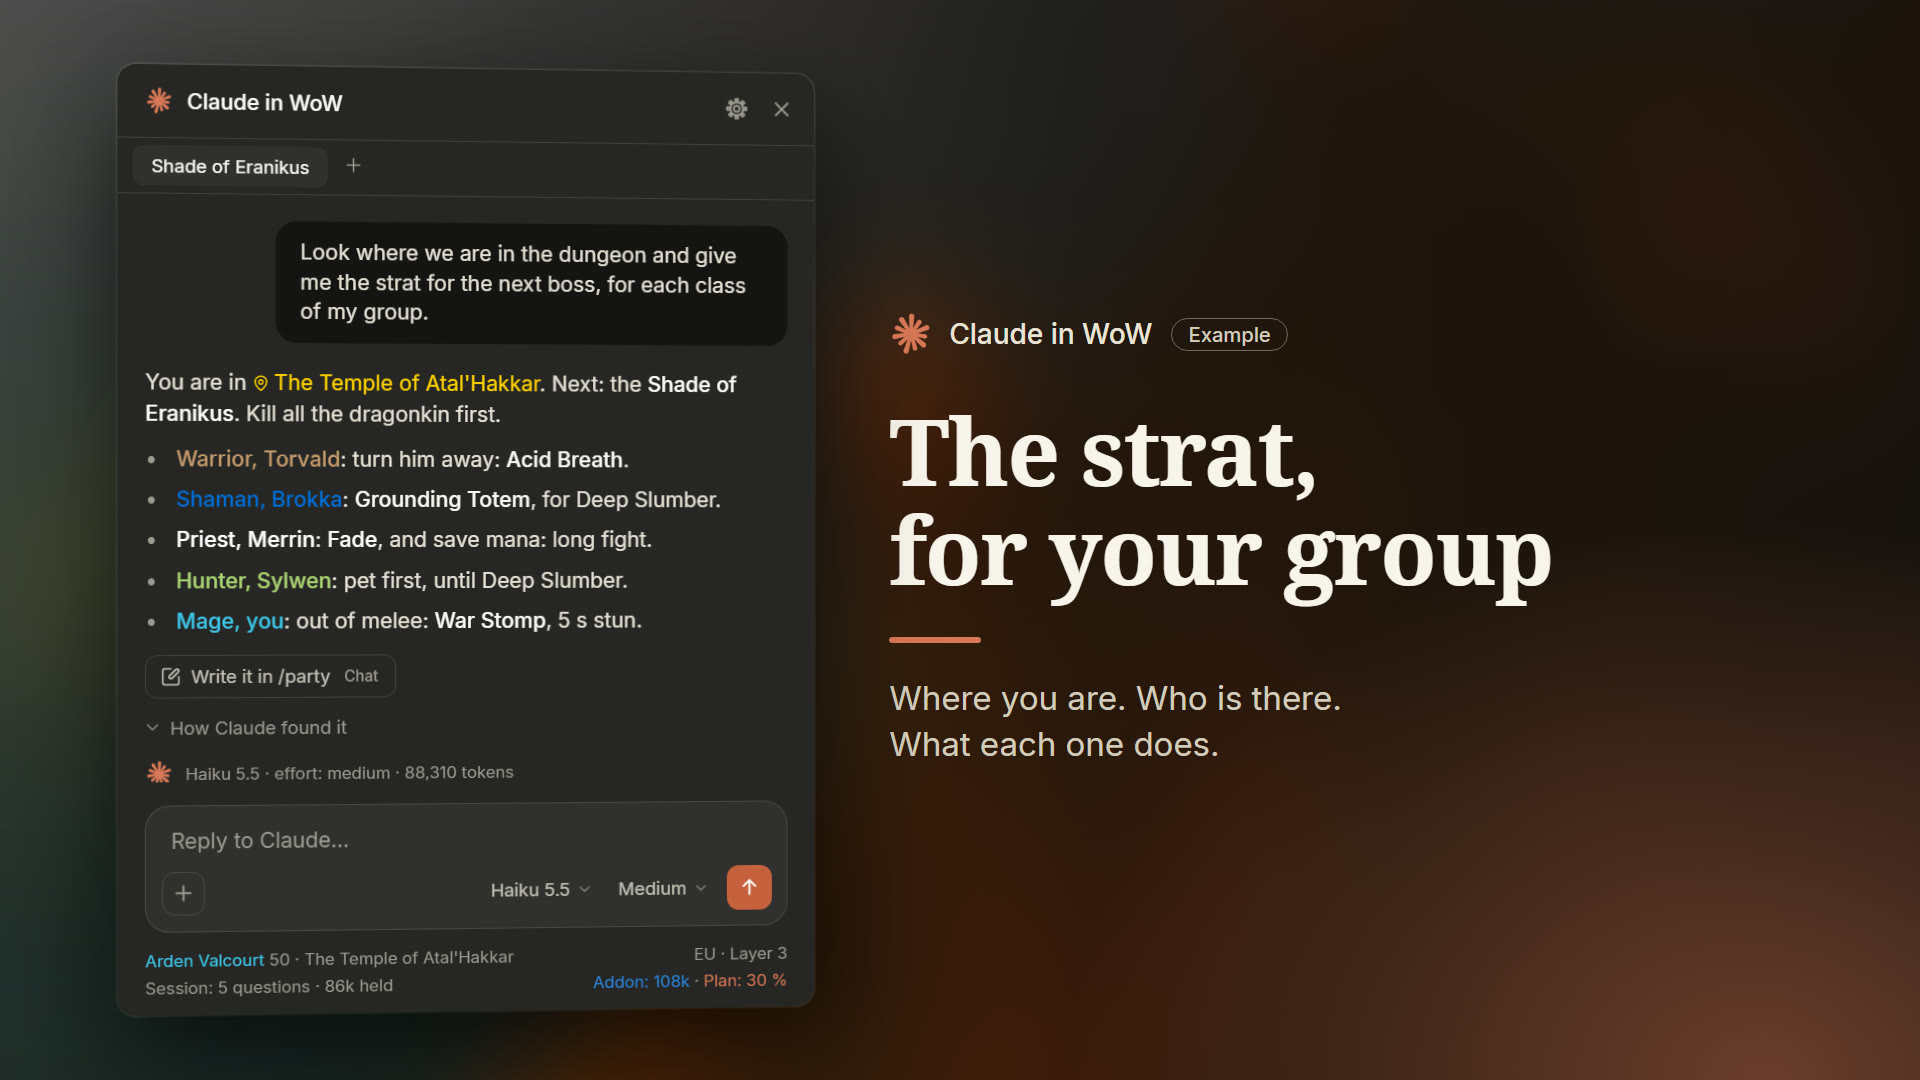 Claude in WoW
Shade of Eranikus
Look where we are in the dungeon and give
me the strat for the next boss, for each class
of my group.
You are in The Temple of Atal'Hakkar. Next: the Shade of
Eranikus. Kill all the dragonkin first.
• Warrior, Torvald: turn him away: Acid Breath.
• Shaman, Brokka: Grounding Totem, for Deep Slumber.
• Priest, Merrin: Fade, and save mana: long fight.
• Hunter, Sylwen: pet first, until Deep Slumber.
• Mage, you: out of melee: War Stomp, 5 s stun.
Write it in /party Chat
How Claude found it
Haiku 5.5 · effort: medium · 88,310 tokens
Reply to Claude...
Haiku 5.5 Medium
Arden Valcourt 50 · The Temple of Atal'Hakkar
EU · Layer 3
Session: 5 questions · 86k held
Addon: 108k · Plan: 30 %
Claude in WoW Example
The strat,
for your group
Where you are. Who is there.
What each one does.